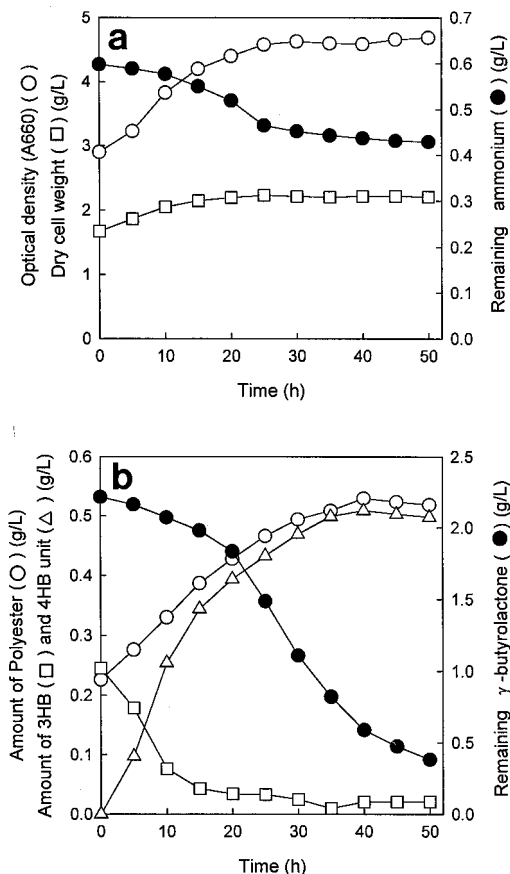 a
5
4
3
2
1
0
0.7
0.6
0.5
0.4
0.3
0.2
0.1
0.0
0 10 20 30 40 50
Time (h)
Optical density (A660) (○)
Dry cell weight (□) (g/L)
Remaining ammonium (●) (g/L)
b
0.6
0.5
0.4
0.3
0.2
0.1
0.0
2.5
2.0
1.5
1.0
0.5
0.0
0 10 20 30 40 50
Time (h)
Amount of Polyester (○) (g/L)
Amount of 3HB (□) and 4HB unit (△) (g/L)
Remaining γ-butyrolactone (●) (g/L)